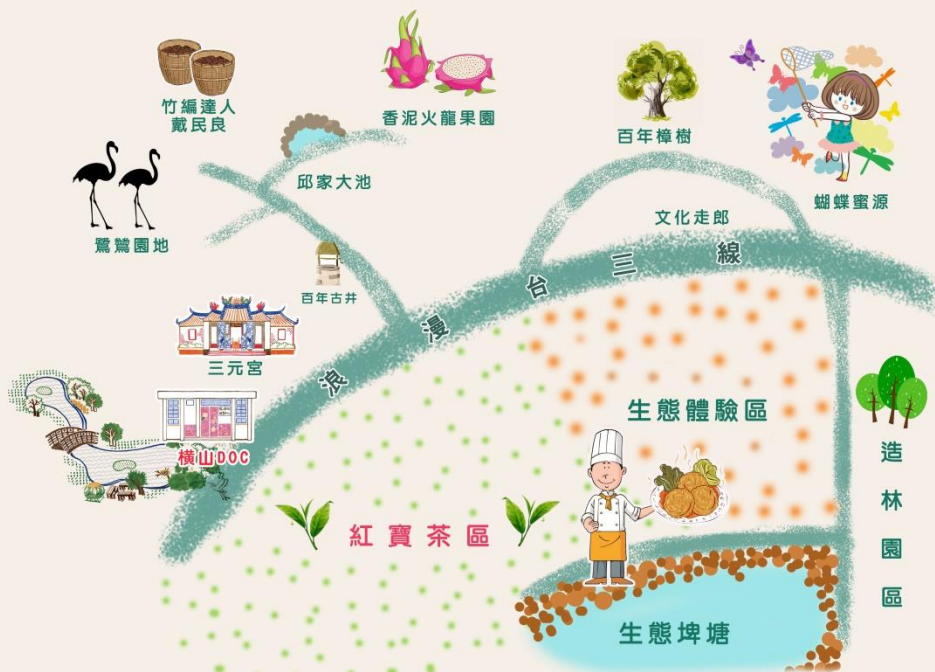 竹編達人
戴民良
香泥火龍果園
百年樟樹
蝴蝶蜜源
邱家大池
鷺鷥園地
文化走郎
浪漫台三線
百年古井
三元宮
橫山DOC
生態體驗區
造林園區
紅寶茶區
生態埤塘